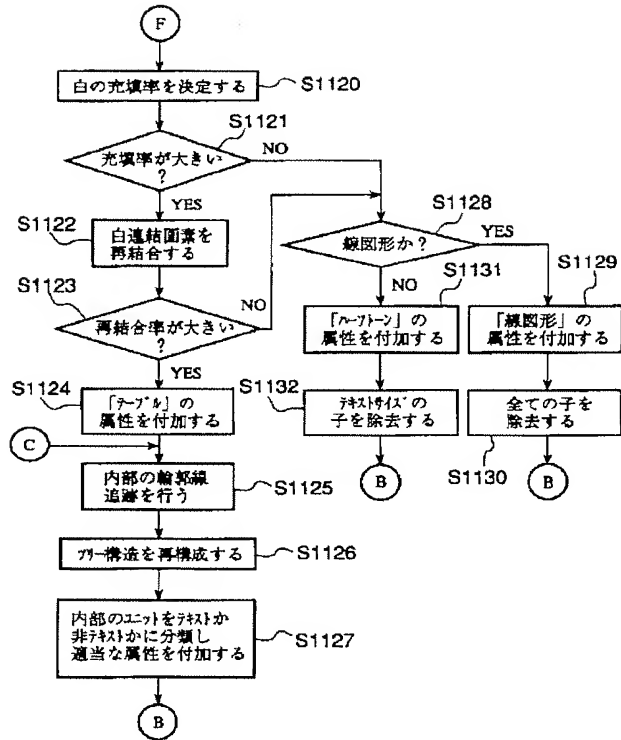 F
白の充填率を決定する
S1120
S1121
充填率が大きい
?
NO
YES
S1122
白連結画素を
再結合する
S1123
再結合率が大きい
?
NO
YES
S1128
線図形か?
YES
NO
S1131
「ハーフトーン」の
属性を付加する
S1129
「線図形」の
属性を付加する
S1124
「テーブル」の
属性を付加する
S1132
テキストサイズの
子を除去する
全ての子を
除去する
S1130
C
B
B
内部の輪郭線
追跡を行う
S1125
ツリー構造を再構成する
S1126
内部のユニットをテキストか
非テキストかに分類し
適当な属性を付加する
S1127
B